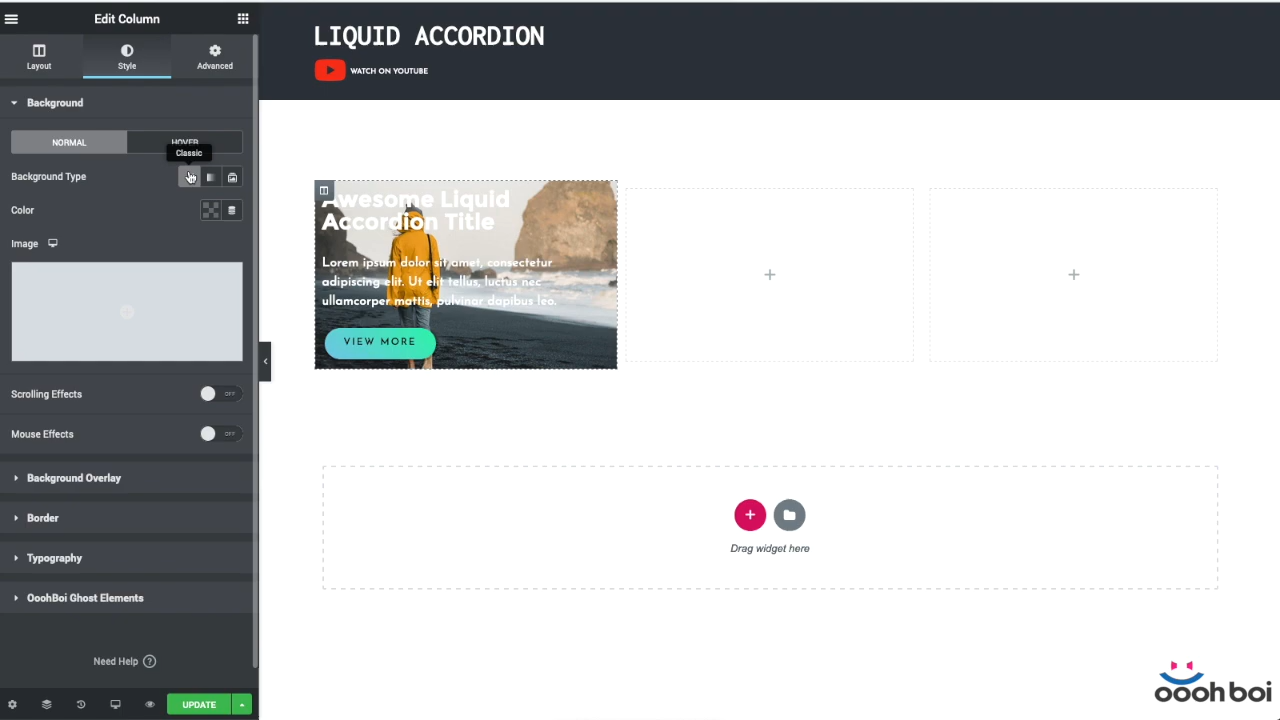 Edit Column
Layout
Style
Advanced
Background
NORMAL
HOVER
Classic
Background Type
Color
Image
Scrolling Effects
OFF
Mouse Effects
OFF
Background Overlay
Border
Typography
OoohBoi Ghost Elements
Need Help ?
UPDATE
LIQUID ACCORDION
WATCH ON YOUTUBE
Awesome Liquid
Accordion Title
Lorem ipsum dolor sit amet, consectetur
adipiscing elit. Ut elit tellus, luctus nec
ullamcorper mattis, pulvinar dapibus leo.
VIEW MORE
Drag widget here
oooh boi